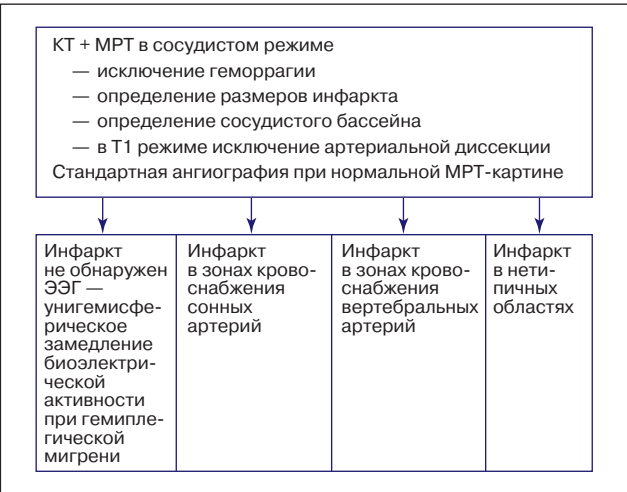 КТ + МРТ в сосудистом режиме
— исключение геморрагии
— определение размеров инфаркта
— определение сосудистого бассейна
— в Т1 режиме исключение артериальной диссекции
Стандартная ангиография при нормальной МРТ-картине
Инфаркт
не обнаружен
ЭЭГ —
унигемисфе-
рическое
замедление
биоэлектри-
ческой
активности
при гемипле-
гической
мигрени
Инфаркт
в зонах крово-
снабжения
сонных
артерий
Инфаркт
в зонах крово-
снабжения
вертебральных
артерий
Инфаркт
в нети-
пичных
областях